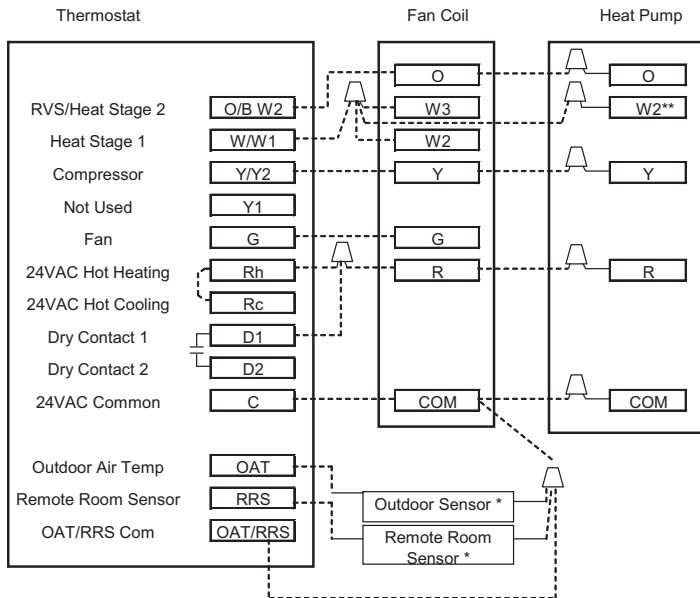 Thermostat Fan Coil Heat Pump
O O
RVS/Heat Stage 2 O/B W2 W3 W2**
Heat Stage 1 W/W1 W2
Compressor Y/Y2 Y Y
Not Used Y1
Fan G G
24VAC Hot Heating Rh R R
24VAC Hot Cooling Rc
Dry Contact 1 D1
Dry Contact 2 D2
24VAC Common C COM COM
Outdoor Air Temp OAT
Remote Room Sensor RRS Outdoor Sensor *
OAT/RRS Com OAT/RRS Remote Room
Sensor *